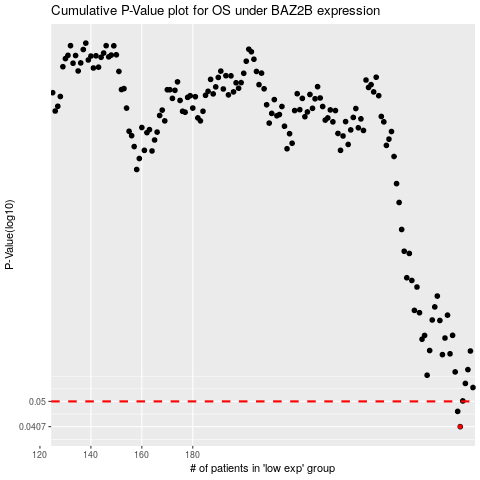 Cumulative P-Value plot for OS under BAZ2B expression
P-Value(log10)
0.05
0.0407
120 140 160 180
# of patients in 'low exp' group